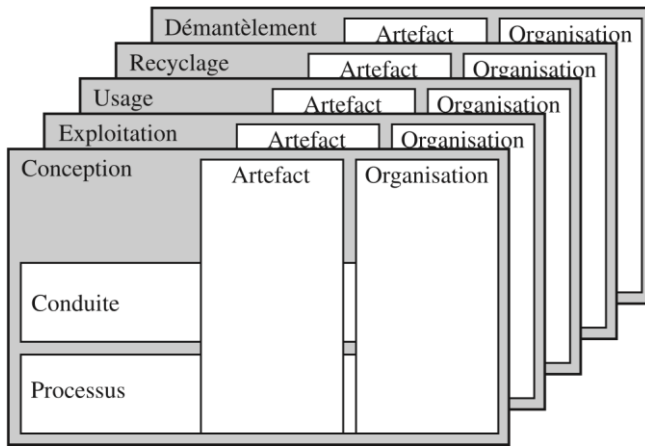 Démantèlement Artefact Organisation
Recyclage Artefact Organisation
Usage Artefact Organisation
Exploitation Artefact Organisation
Conception Artefact Organisation
Conduite
Processus